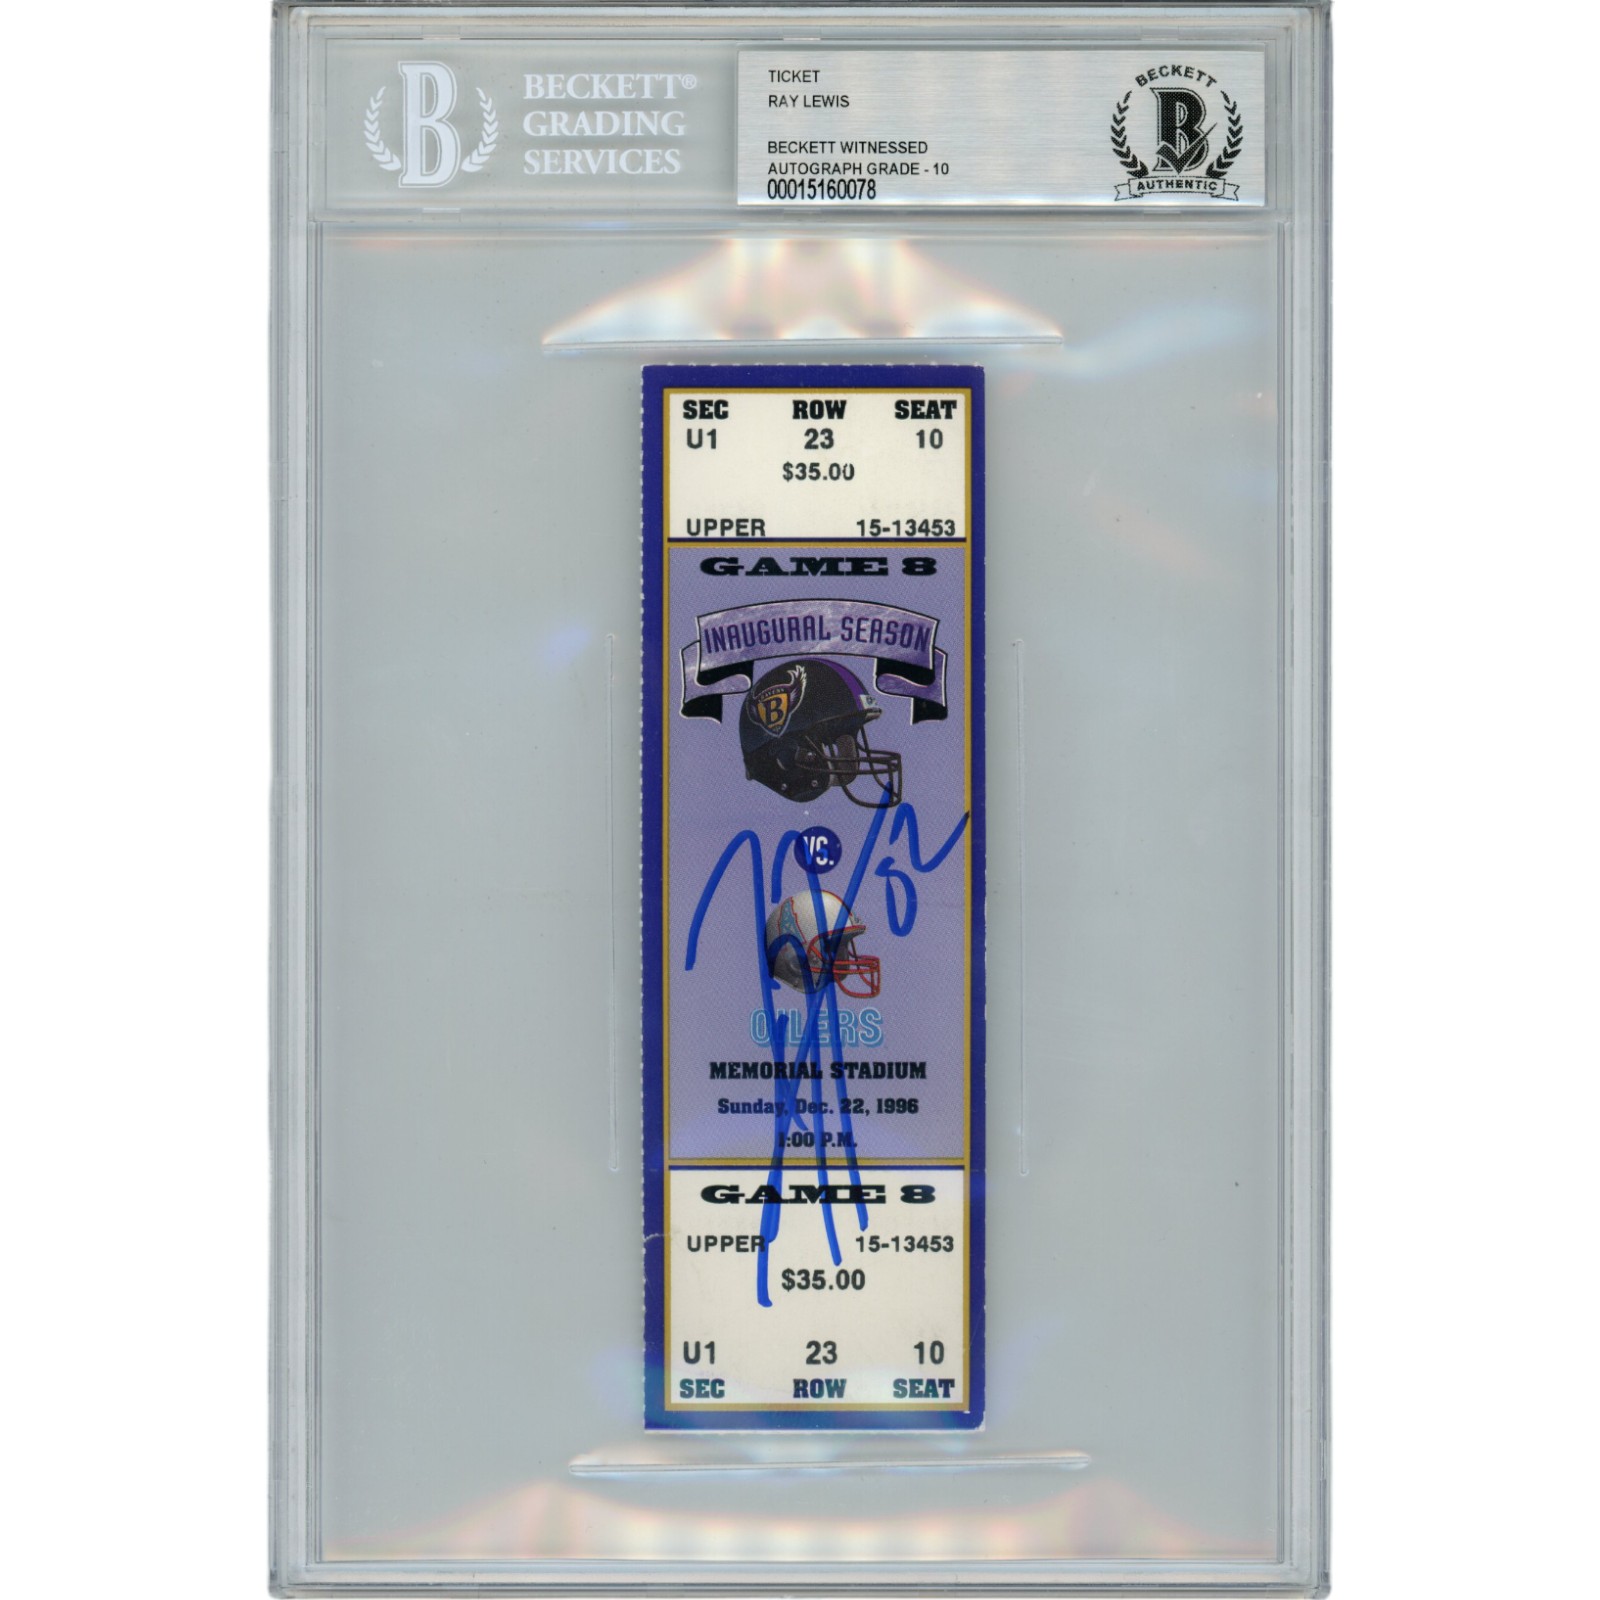 BECKETT®
GRADING
SERVICES
TICKET
RAY LEWIS
BECKETT WITNESSED
AUTOGRAPH GRADE - 10
00015160078
BECKETT
B
AUTHENTIC
SEC ROW SEAT
U1 23 10
$35.00
UPPER 15-13453
GAME 8
INAUGURAL SEASON
RAVENS
B
VS.
52
OILERS
MEMORIAL STADIUM
Sunday, Dec. 22, 1996
1:00 P.M.
GAME 8
UPPER 15-13453
$35.00
U1 23 10
SEC ROW SEAT